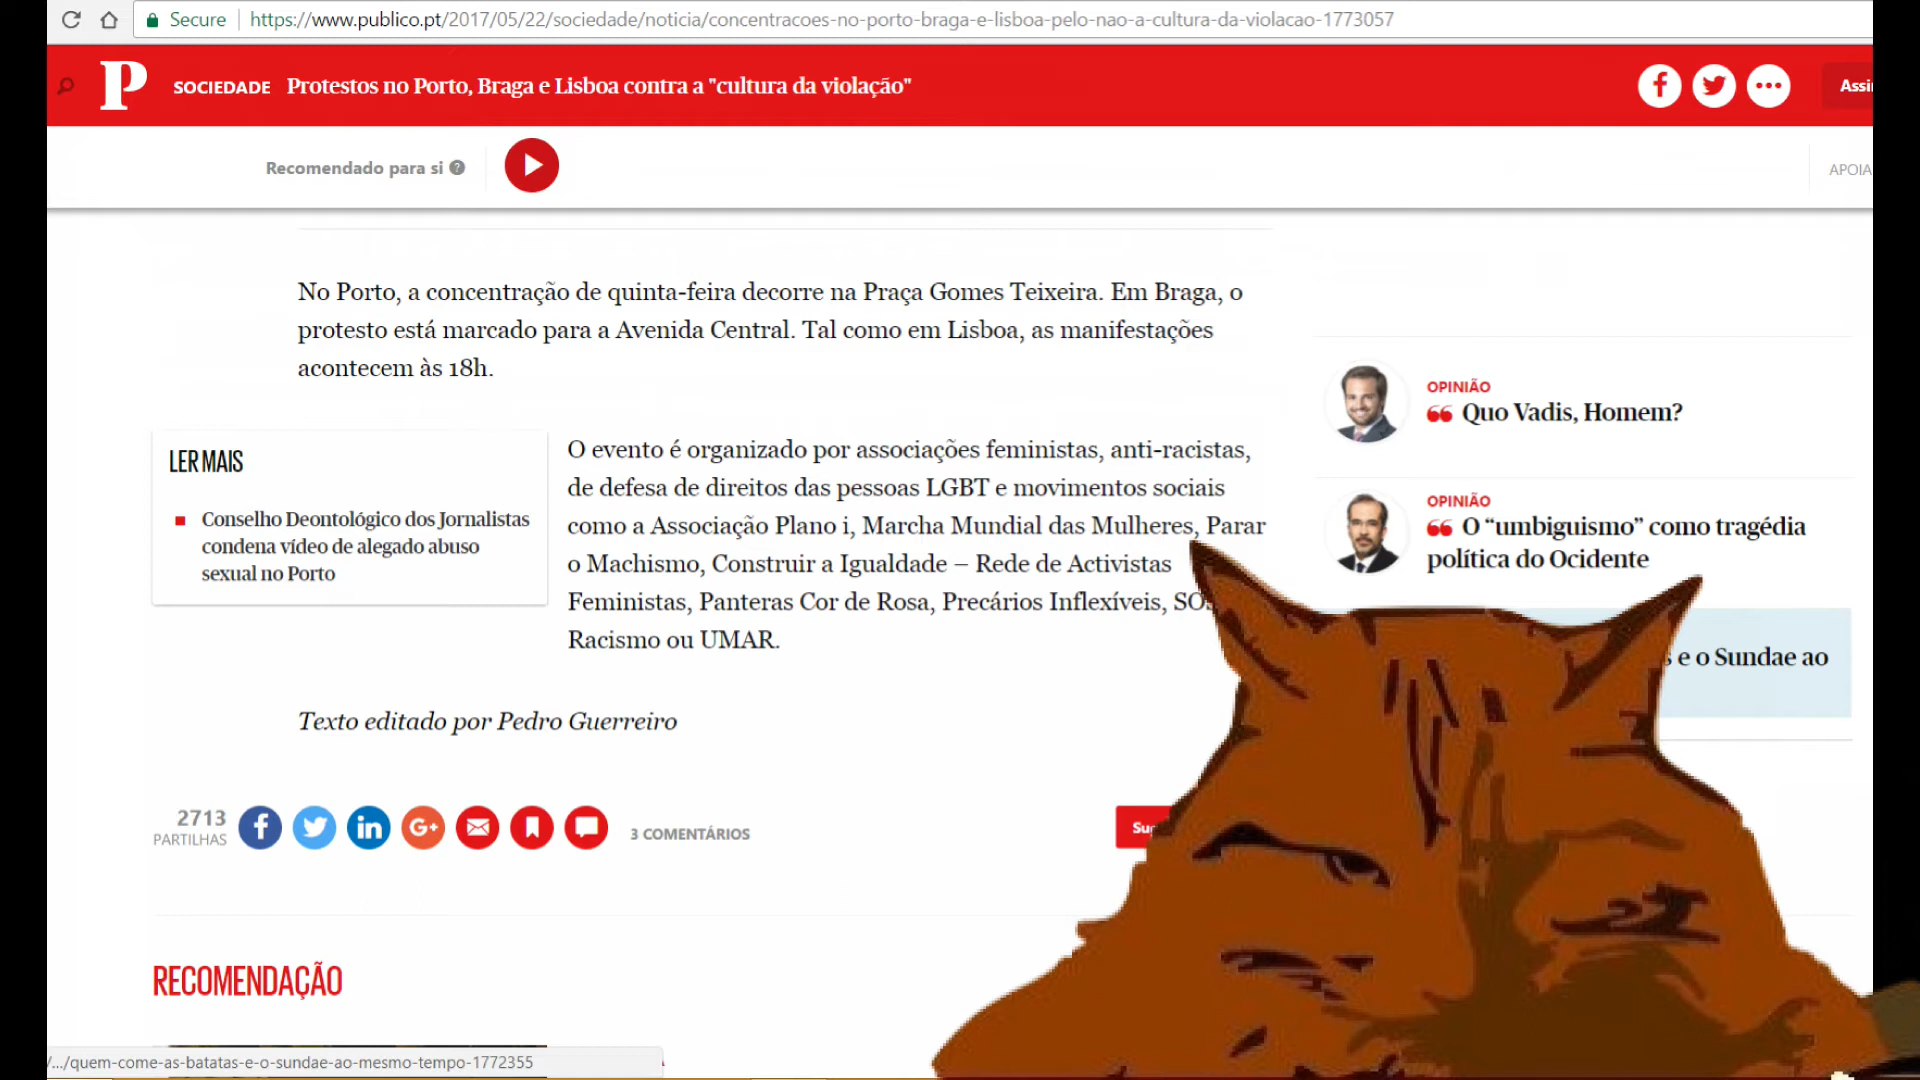 Secure https://www.publico.pt/2017/05/22/sociedade/noticia/concentracoes-no-porto-braga-e-lisboa-pelo-nao-a-cultura-da-violacao-1773057
P SOCIEDADE Protestos no Porto, Braga e Lisboa contra a "cultura da violação"
Recomendado para si ?
No Porto, a concentração de quinta-feira decorre na Praça Gomes Teixeira. Em Braga, o
protesto está marcado para a Avenida Central. Tal como em Lisboa, as manifestações
acontecem às 18h.
LER MAIS
Conselho Deontológico dos Jornalistas
condena vídeo de alegado abuso
sexual no Porto
O evento é organizado por associações feministas, anti-racistas,
de defesa de direitos das pessoas LGBT e movimentos sociais
como a Associação Plano i, Marcha Mundial das Mulheres, Parar
o Machismo, Construir a Igualdade – Rede de Activistas
Feministas, Panteras Cor de Rosa, Precários Inflexíveis,
Racismo ou UMAR.
Texto editado por Pedro Guerreiro
OPINIÃO
Quo Vadis, Homem?
OPINIÃO
O “umbiguismo” como tragédia
política do Ocidente
e o Sundae ao
2713
PARTILHAS
3 COMENTÁRIOS
RECOMENDAÇÃO
/.../quem-come-as-batatas-e-o-sundae-ao-mesmo-tempo-1772355